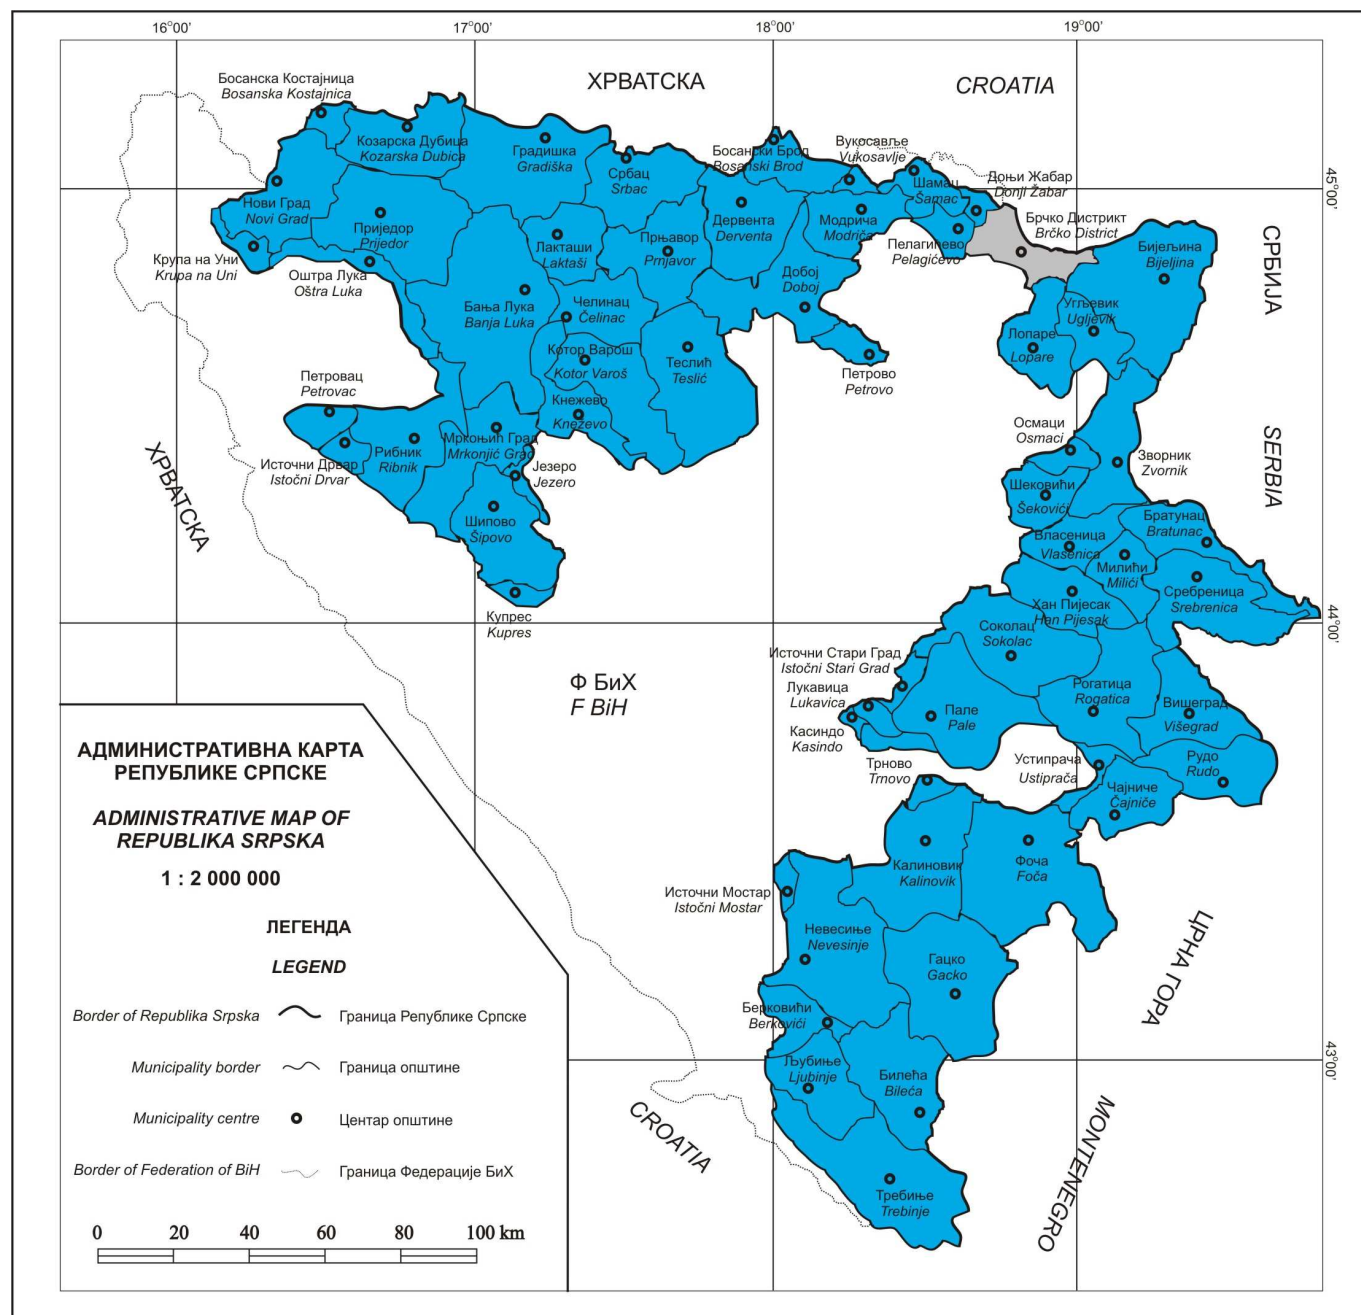 16°00'
17°00'
18°00'
19°00'
ХРВАТСКА
CROATIA
Босанска Костајница
Bosanska Kostajnica
Козарска Дубица
Kozarska Dubica
Градишка
Gradiška
Србац
Srbac
Босански Брод
Bosanski Brod
Вукосавље
Vukosavlje
Шамац
Šamac
Доњи Жабар
Donji Žabar
45°00'
Нови Град
Novi Grad
Приједор
Prijedor
Лакташи
Laktaši
Прњавор
Prnjavor
Дервента
Derventa
Модрича
Modriča
Пелагићево
Pelagićevo
Брчко Дистрикт
Brčko District
Бијељина
Bijeljina
СРБИЈА
Крупа на Уни
Krupa na Uni
Оштра Лука
Oštra Luka
Бања Лука
Banja Luka
Челинац
Čelinac
Добој
Doboj
Угљевик
Ugljevik
Лопаре
Lopare
Котор Варош
Kotor Varoš
Теслић
Teslić
Петрово
Petrovo
Петровац
Petrovac
Кнежево
Kneževo
Осмаци
Osmaci
Зворник
Zvornik
SERBIA
ХРВАТСКА
Источни Дрвар
Istočni Drvar
Рибник
Ribnik
Мркоњић Град
Mrkonjić Grad
Језеро
Jezero
Шековићи
Šekovići
Шипово
Šipovo
Власеница
Vlasenica
Братунац
Bratunac
Милићи
Milići
Сребреница
Srebrenica
Хан Пијесак
Han Pijesak
Купрес
Kupres
44°00'
Соколац
Sokolac
Источни Стари Град
Istočni Stari Grad
Ф БиХ
F BiH
Лукавица
Lukavica
Касиндо
Kasindo
Пале
Pale
Рогатица
Rogatica
Вишеград
Višegrad
Трново
Trnovo
Устипрача
Ustiprača
Рудо
Rudo
Чајниче
Čajniče
Калиновик
Kalinovik
Фоча
Foča
Источни Мостар
Istočni Mostar
Невесиње
Nevesinje
Гацко
Gacko
ЦРНА ГОРА
Берковићи
Berkovići
43°00'
Љубиње
Ljubinje
Билећа
Bileća
CROATIA
MONTENEGRO
Требиње
Trebinje
АДМИНИСТРАТИВНА КАРТА
РЕПУБЛИКЕ СРПСКЕ
ADMINISTRATIVE MAP OF
REPUBLIKA SRPSKA
1 : 2 000 000
ЛЕГЕНДА
LEGEND
Border of Republika Srpska
Граница Републике Српске
Municipality border
Граница општине
Municipality centre
Центар општине
Border of Federation of BiH
Граница Федерације БиХ
0 20 40 60 80 100 km